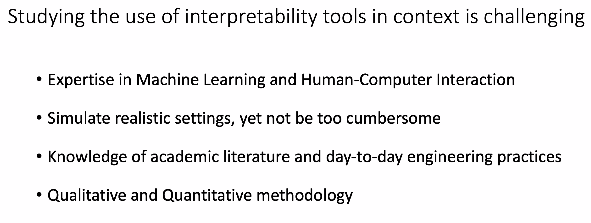 Studying the use of interpretability tools in context is challenging
• Expertise in Machine Learning and Human-Computer Interaction
• Simulate realistic settings, yet not be too cumbersome
• Knowledge of academic literature and day-to-day engineering practices
• Qualitative and Quantitative methodology